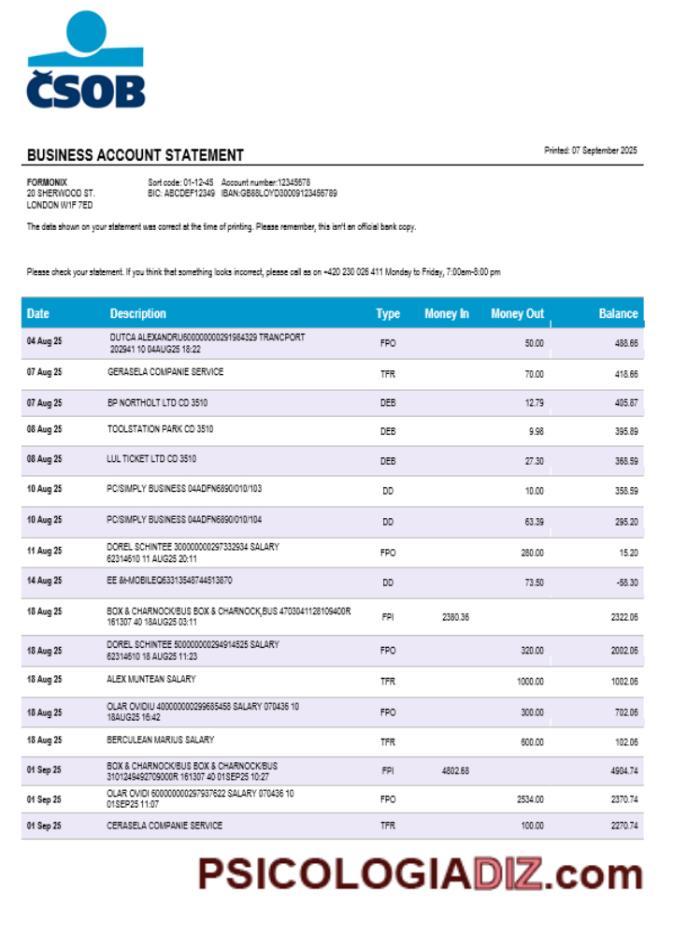 ČSOB
BUSINESS ACCOUNT STATEMENT
Printed: 07 September 2025
FORMONIX Sort code: 01-12-45 Account number:12345678
20 SHERWOOD ST. BIC: ABCDEF12349 IBAN:GB88LOYD30009123456789
LONDON W1F 7ED
The data shown on your statement was correct at the time of printing. Please remember, this isn't an official bank copy.
Please check your statement. If you think that something looks incorrect, please call as on +420 230 026 411 Monday to Friday, 7:00am-8:00 pm
Date Description Type Money In Money Out Balance
04 Aug 25 DUTCA ALEXANDRU600000000291984329 TRANCPORT
202941 10 04AUG25 18:22 FPO 50.00 488.66
07 Aug 25 GERASELA COMPANIE SERVICE TFR 70.00 418.66
07 Aug 25 BP NORTHOLT LTD CD 3510 DEB 12.79 405.87
08 Aug 25 TOOLSTATION PARK CD 3510 DEB 9.98 395.89
08 Aug 25 LUL TICKET LTD CD 3510 DEB 27.30 368.59
10 Aug 25 PC/SIMPLY BUSINESS 04ADFN6890/010/103 DD 10.00 358.59
10 Aug 25 PC/SIMPLY BUSINESS 04ADFN6890/010/104 DD 63.39 295.20
11 Aug 25 DOREL SCHINTEE 300000000297332934 SALARY
62314610 11 AUG25 20:11 FPO 280.00 15.20
14 Aug 25 EE &t-MOBILEQ63313548744513870 DD 73.50 -58.30
18 Aug 25 BOX & CHARNOCK/BUS BOX & CHARNOCK,BUS 4703041128109400R
161307 40 18AUG25 03:11 FPI 2380.36 2322.06
18 Aug 25 DOREL SCHINTEE 500000000294914525 SALARY
62314610 18 AUG25 11:23 FPO 320.00 2002.06
18 Aug 25 ALEX MUNTEAN SALARY TFR 1000.00 1002.06
18 Aug 25 OLAR OVIDIU 400000000299685458 SALARY 070436 10
18AUG25 16:42 FPO 300.00 702.06
18 Aug 25 BERCULEAN MARIUS SALARY TFR 600.00 102.06
01 Sep 25 BOX & CHARNOCK/BUS BOX & CHARNOCK/BUS
3101249492709000R 161307 40 01SEP25 10:27 FPI 4802.68 4904.74
01 Sep 25 OLAR OVIDI 600000000297937622 SALARY 070436 10
01SEP25 11:07 FPO 2534.00 2370.74
01 Sep 25 CERASELA COMPANIE SERVICE TFR 100.00 2270.74
PSICOLOGIADIZ.com